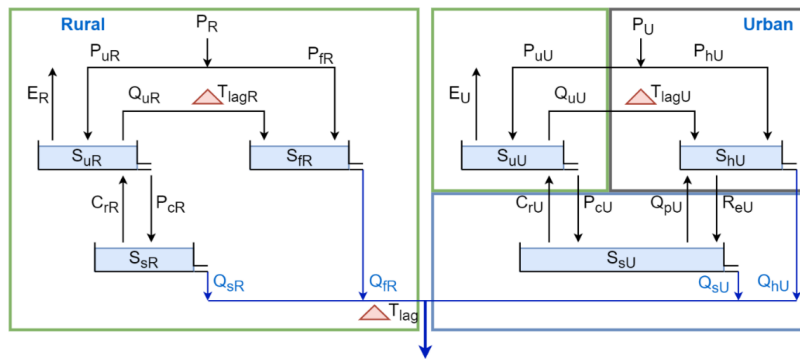 Rural
P_R
P_uR
P_fR
E_R
Q_uR
T_lagR
S_uR
S_fR
C_rR
P_cR
S_sR
Q_sR
Q_fR
T_lag
Urban
P_U
P_uU
P_hU
E_U
Q_uU
T_lagU
S_uU
S_hU
C_rU
P_cU
Q_pU
R_eU
S_sU
Q_sU
Q_hU